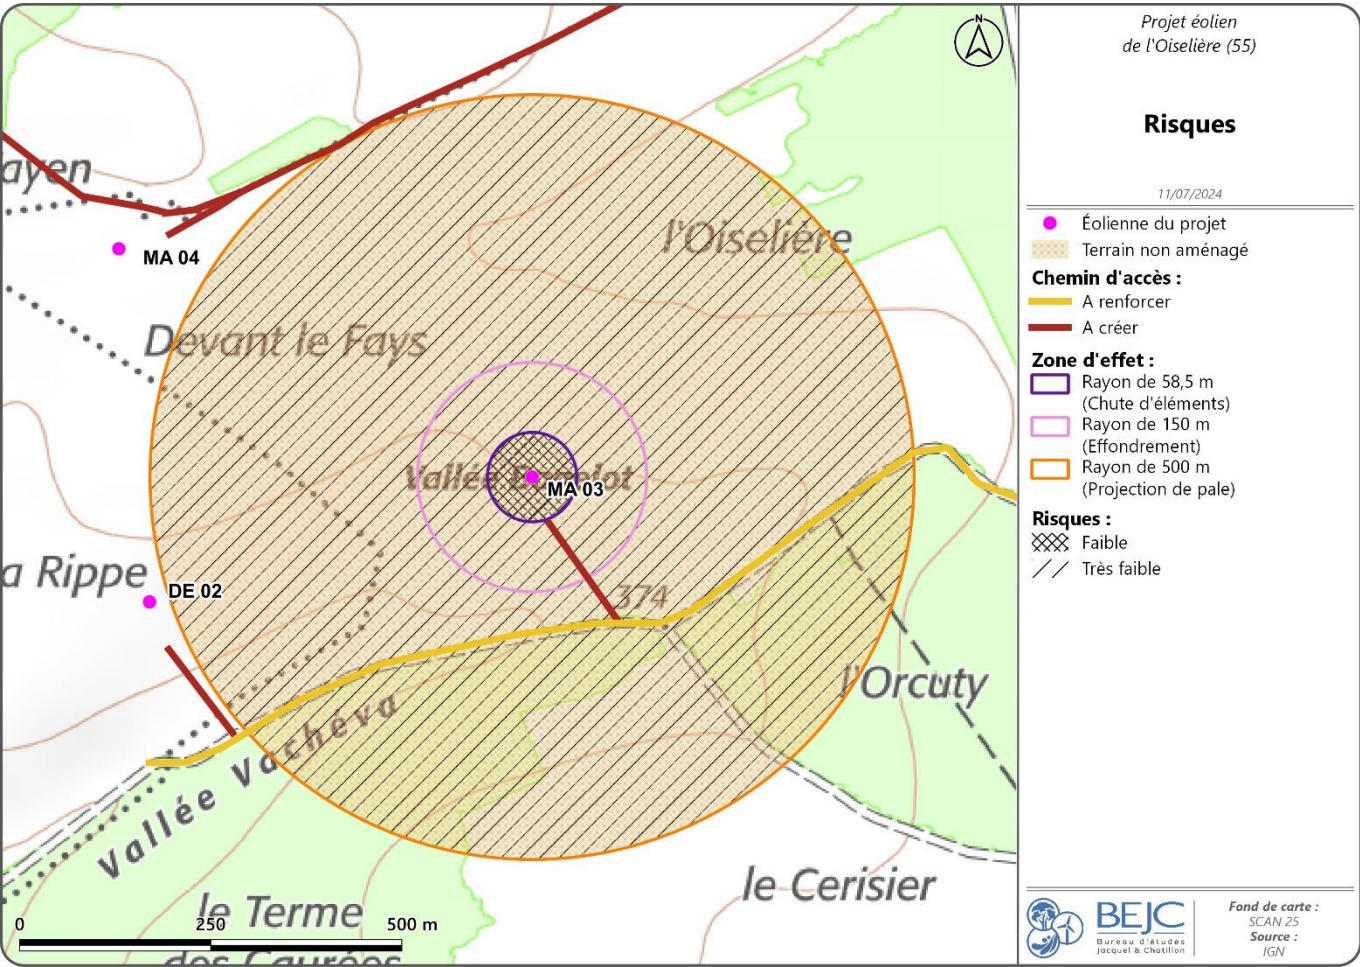 ayen
MA 04
l'Oiselière
Devant le Fays
MA 03
a Rippe
DE 02
374
l'Orcuty
Vallée Vachéva
le Cerisier
le Terme
des Caurées
0 250 500 m
N
Projet éolien
de l'Oiselière (55)
Risques
11/07/2024
Éolienne du projet
Terrain non aménagé
Chemin d'accès :
A renforcer
A créer
Zone d'effet :
Rayon de 58,5 m
(Chute d'éléments)
Rayon de 150 m
(Effondrement)
Rayon de 500 m
(Projection de pale)
Risques :
Faible
Très faible
BEJC
Bureau d'études
Jacquel & Chatillon
Fond de carte :
SCAN 25
Source :
IGN